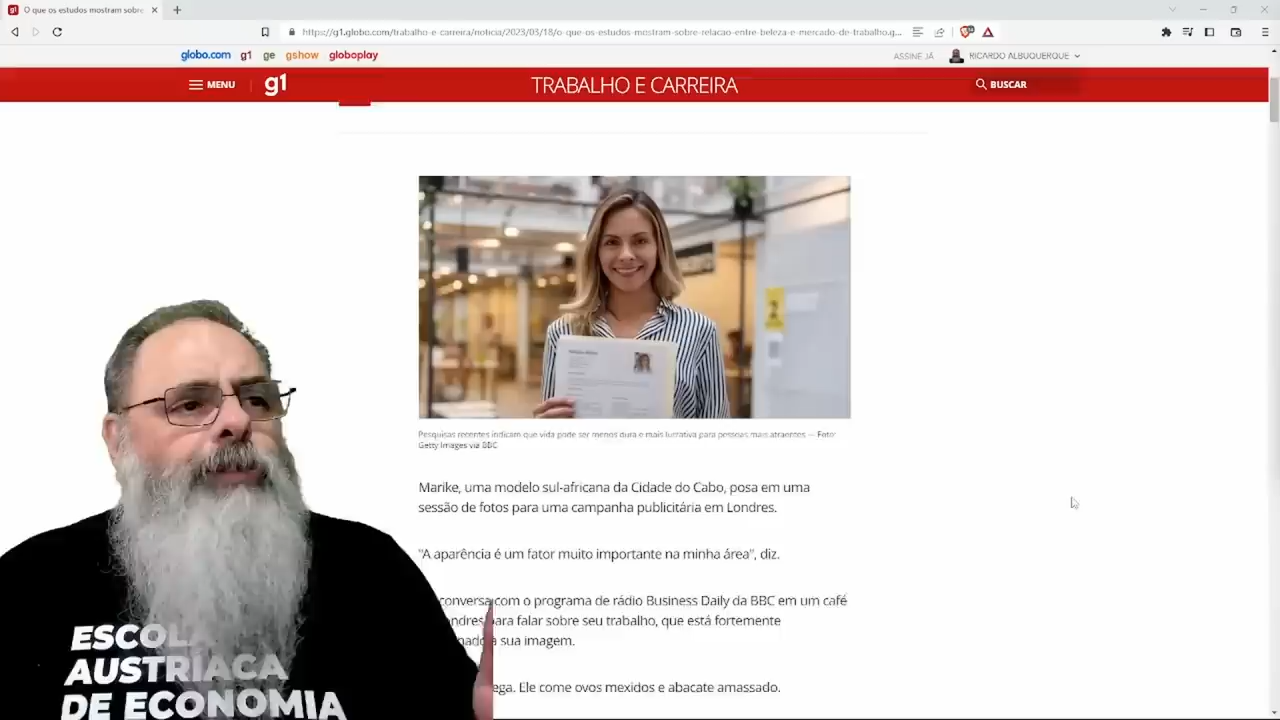 O que os estudos mostram sobre
https://g1.globo.com/trabalho-e-carreira/noticia/2023/03/18/o-que-os-estudos-mostram-sobre-relacao-entre-beleza-e-mercado-de-trabalho.g...
globo.com g1 ge gshow globoplay
ASSINE JÁ RICARDO ALBUQUERQUE
MENU g1 TRABALHO E CARREIRA BUSCAR
Pesquisas recentes indicam que vida pode ser menos dura e mais lucrativa para pessoas mais atraentes — Foto:
Getty Images via BBC
Marike, uma modelo sul-africana da Cidade do Cabo, posa em uma
sessão de fotos para uma campanha publicitária em Londres.
"A aparência é um fator muito importante na minha área", diz.
conversa com o programa de rádio Business Daily da BBC em um café
ondres para falar sobre seu trabalho, que está fortemente
nado a sua imagem.
ega. Ele come ovos mexidos e abacate amassado.
ESCOLA
AUSTRIACA
DE ECONOMIA